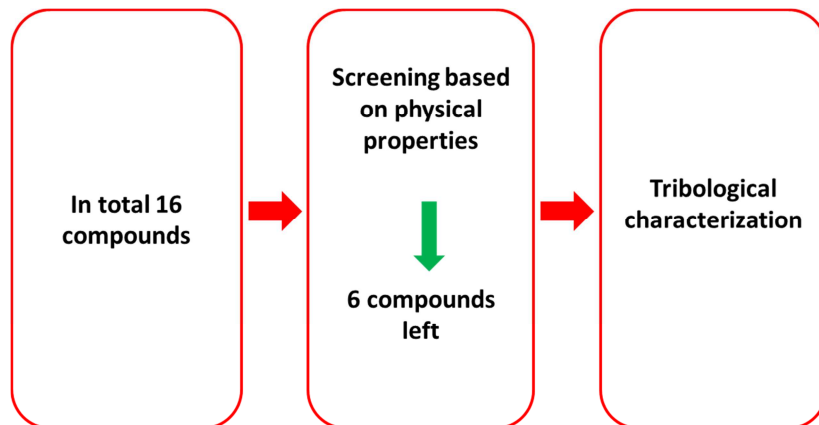 In total 16
compounds
Screening based
on physical
properties
6 compounds
left
Tribological
characterization